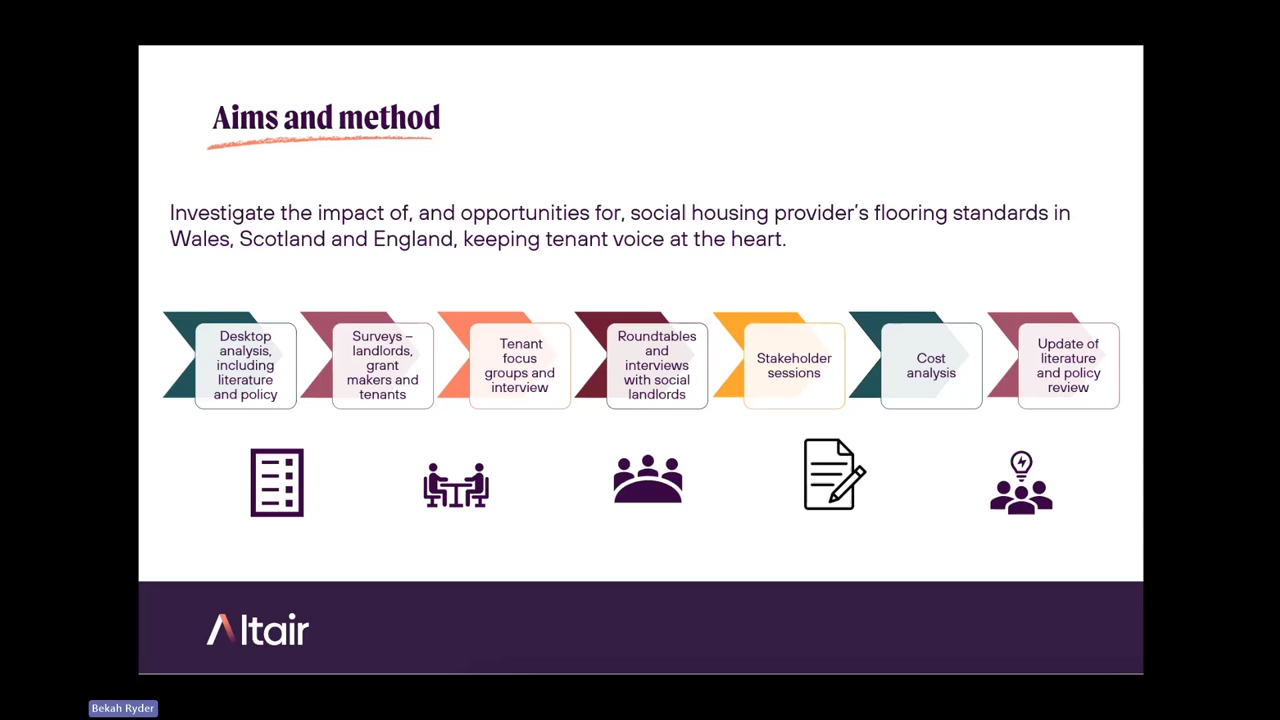 Aims and method
Investigate the impact of, and opportunities for, social housing provider’s flooring standards in
Wales, Scotland and England, keeping tenant voice at the heart.
Desktop
analysis,
including
literature
and policy
Surveys –
landlords,
grant
makers and
tenants
Tenant
focus
groups and
interview
Roundtables
and
interviews
with social
landlords
Stakeholder
sessions
Cost
analysis
Update of
literature
and policy
review
Altair
Bekah Ryder